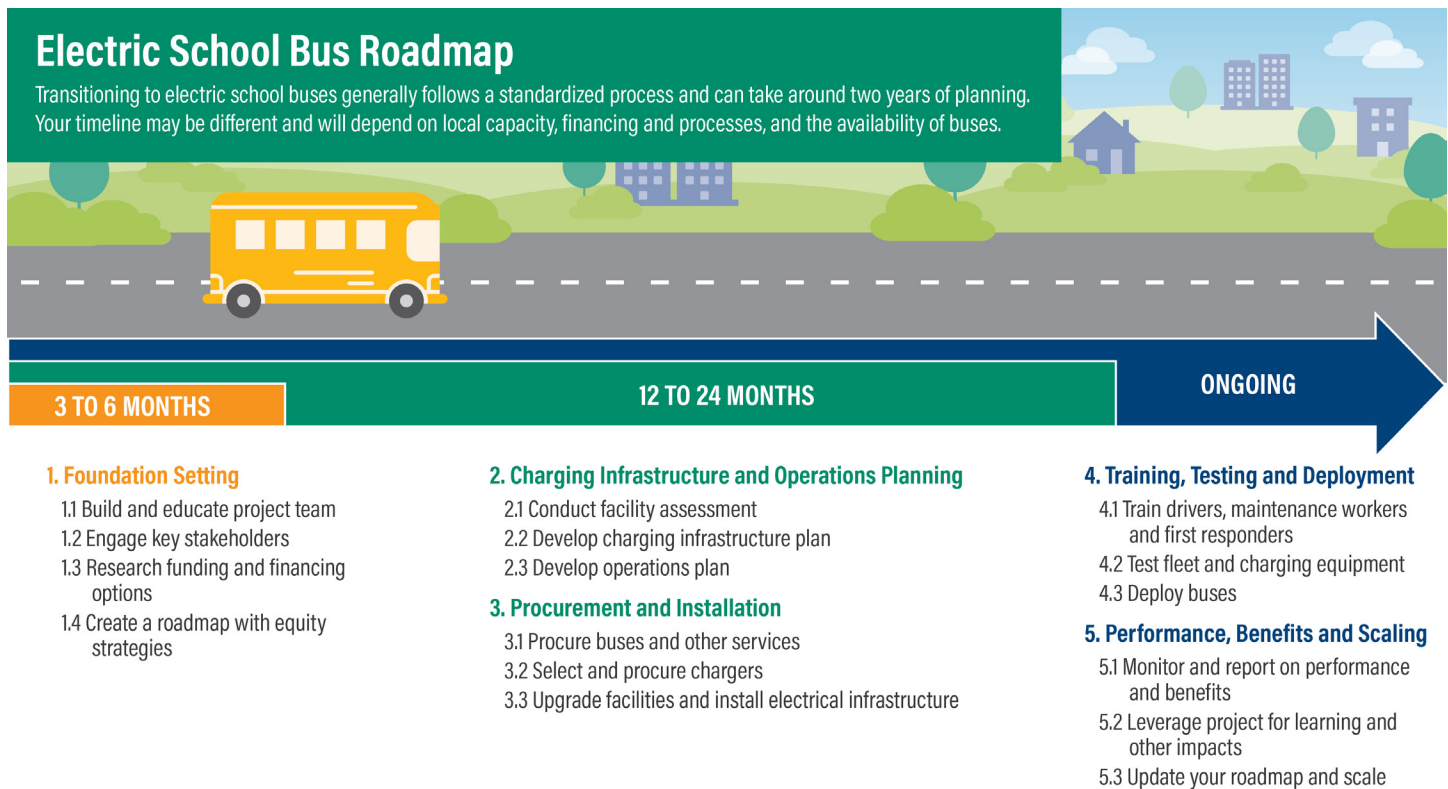 Electric School Bus Roadmap
Transitioning to electric school buses generally follows a standardized process and can take around two years of planning.
Your timeline may be different and will depend on local capacity, financing and processes, and the availability of buses.
3 TO 6 MONTHS
12 TO 24 MONTHS
ONGOING
1. Foundation Setting
1.1 Build and educate project team
1.2 Engage key stakeholders
1.3 Research funding and financing
options
1.4 Create a roadmap with equity
strategies
2. Charging Infrastructure and Operations Planning
2.1 Conduct facility assessment
2.2 Develop charging infrastructure plan
2.3 Develop operations plan
3. Procurement and Installation
3.1 Procure buses and other services
3.2 Select and procure chargers
3.3 Upgrade facilities and install electrical infrastructure
4. Training, Testing and Deployment
4.1 Train drivers, maintenance workers
and first responders
4.2 Test fleet and charging equipment
4.3 Deploy buses
5. Performance, Benefits and Scaling
5.1 Monitor and report on performance
and benefits
5.2 Leverage project for learning and
other impacts
5.3 Update your roadmap and scale